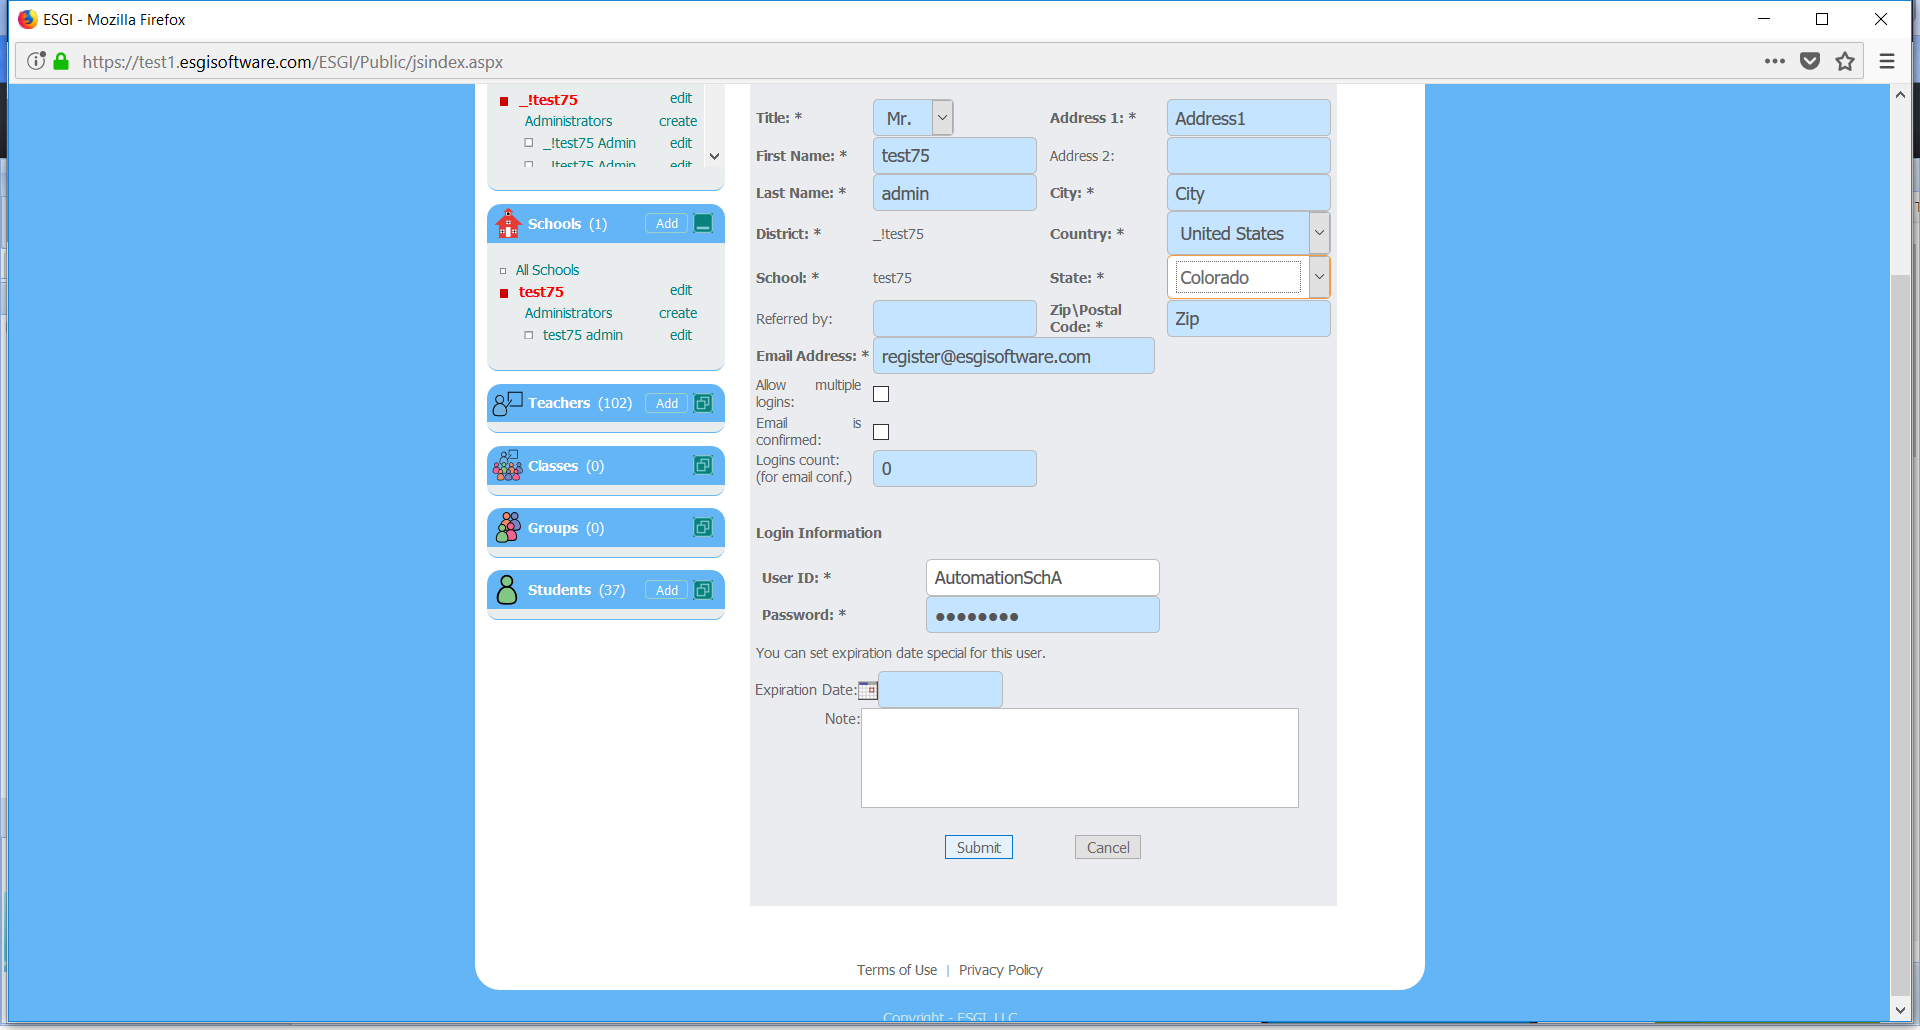 ESGI - Mozilla Firefox
https://test1.esgisoftware.com/ESGI/Public/jsindex.aspx
_!test75 edit
Administrators create
_!test75 Admin edit
_!test75 Admin edit
Schools (1) Add
All Schools
test75 edit
Administrators create
test75 admin edit
Teachers (102) Add
Classes (0)
Groups (0)
Students (37) Add
Title: * Mr. Address 1: * Address1
First Name: * test75 Address 2:
Last Name: * admin City: * City
District: * _!test75 Country: * United States
School: * test75 State: * Colorado
Referred by: Zip\Postal
Code: * Zip
Email Address: * register@esgisoftware.com
Allow multiple
logins:
Email is
confirmed:
Logins count:
(for email conf.) 0
Login Information
User ID: * AutomationSchA
Password: * ●●●●●●●●
You can set expiration date special for this user.
Expiration Date:
Note:
Submit Cancel
Terms of Use | Privacy Policy
Copyright - ESGI, LLC